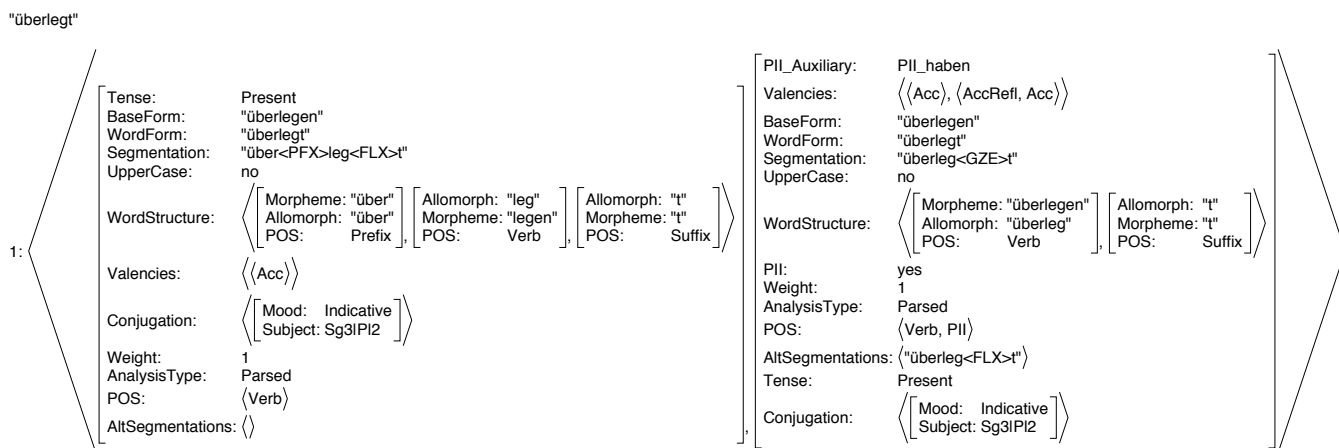 "überlegt"
1:
Tense: Present
BaseForm: "überlegen"
WordForm: "überlegt"
Segmentation: "über<PFX>leg<FLX>t"
UpperCase: no
WordStructure: ⟨[Morpheme: "über"
Allomorph: "über"
POS: Prefix], [Allomorph: "leg"
Morpheme: "legen"
POS: Verb], [Allomorph: "t"
Morpheme: "t"
POS: Suffix]⟩
Valencies: ⟨⟨Acc⟩⟩
Conjugation: ⟨[Mood: Indicative
Subject: Sg3|Pl2]⟩
Weight: 1
AnalysisType: Parsed
POS: ⟨Verb⟩
AltSegmentations: ⟨⟩,
PII_Auxiliary: PII_haben
Valencies: ⟨⟨Acc⟩, ⟨AccRefl, Acc⟩⟩
BaseForm: "überlegen"
WordForm: "überlegt"
Segmentation: "überleg<GZE>t"
UpperCase: no
WordStructure: ⟨[Morpheme: "überlegen"
Allomorph: "überleg"
POS: Verb], [Allomorph: "t"
Morpheme: "t"
POS: Suffix]⟩
PII: yes
Weight: 1
AnalysisType: Parsed
POS: ⟨Verb, PII⟩
AltSegmentations: ⟨"überleg<FLX>t"⟩
Tense: Present
Conjugation: ⟨[Mood: Indicative
Subject: Sg3|Pl2]⟩